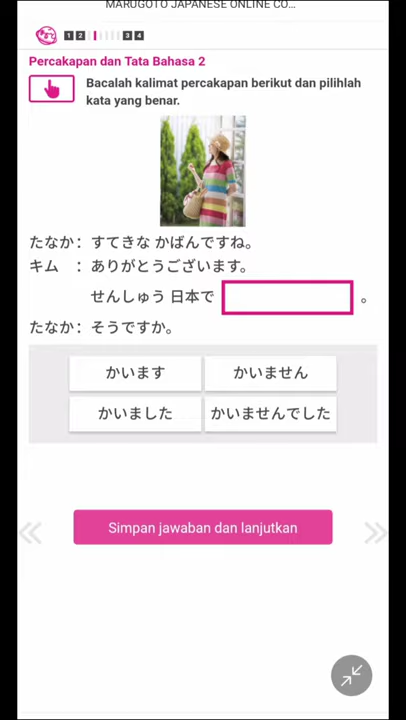 MARUGOTO JAPANESE ONLINE CO...
1 2 3 4
Percakapan dan Tata Bahasa 2
Bacalah kalimat percakapan berikut dan pilihlah
kata yang benar.
たなか：すてきな かばんですね。
キム　：ありがとうございます。
せんしゅう 日本で 。
たなか：そうですか。
かいます かいません
かいました かいませんでした
Simpan jawaban dan lanjutkan